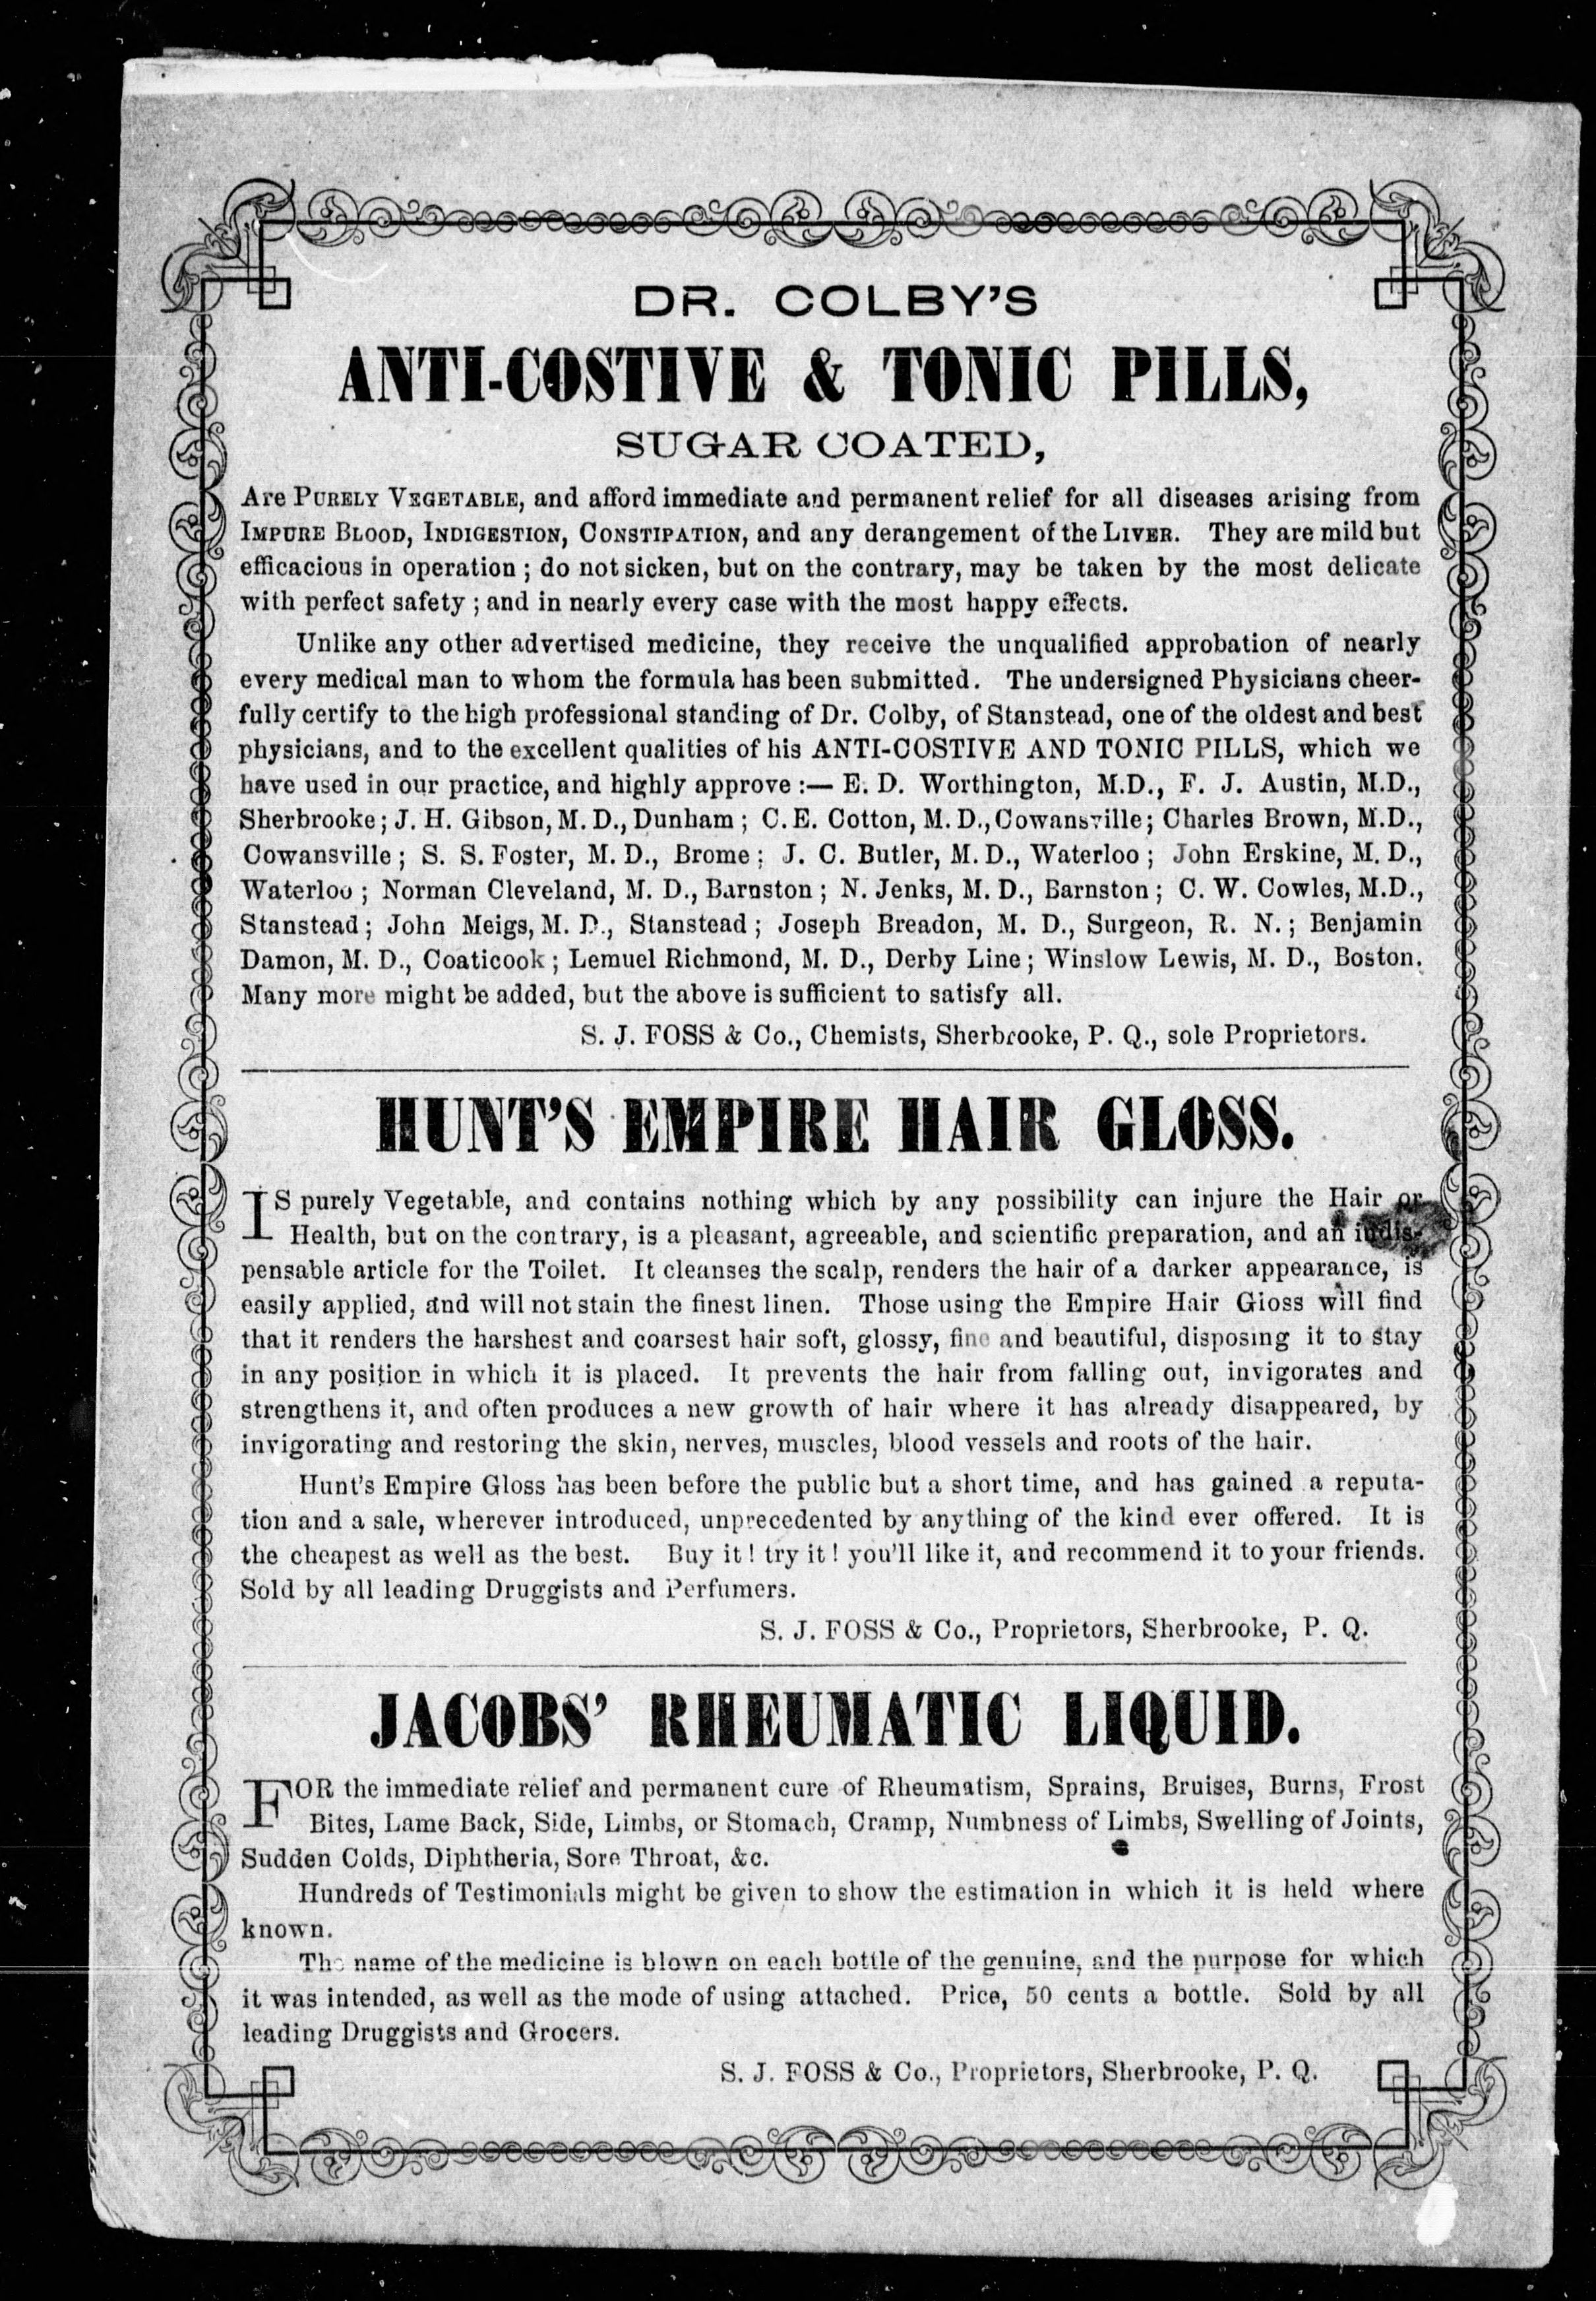 DR. COLBY'S
ANTI-COSTIVE & TONIC PILLS,
SUGAR COATED,
Are PURELY VEGETABLE, and afford immediate and permanent relief for all diseases arising from
IMPURE BLOOD, INDIGESTION, CONSTIPATION, and any derangement of the LIVER. They are mild but
efficacious in operation ; do not sicken, but on the contrary, may be taken by the most delicate
with perfect safety ; and in nearly every case with the most happy effects.
Unlike any other advertised medicine, they receive the unqualified approbation of nearly
every medical man to whom the formula has been submitted. The undersigned Physicians cheer-
fully certify to the high professional standing of Dr. Colby, of Stanstead, one of the oldest and best
physicians, and to the excellent qualities of his ANTI-COSTIVE AND TONIC PILLS, which we
have used in our practice, and highly approve :— E. D. Worthington, M.D., F. J. Austin, M.D.,
Sherbrooke; J. H. Gibson, M. D., Dunham ; C. E. Cotton, M. D., Cowansville; Charles Brown, M.D.,
Cowansville ; S. S. Foster, M. D., Brome ; J. C. Butler, M. D., Waterloo ; John Erskine, M. D.,
Waterloo ; Norman Cleveland, M. D., Barnston ; N. Jenks, M. D., Barnston ; C. W. Cowles, M.D.,
Stanstead ; John Meigs, M. D., Stanstead ; Joseph Breadon, M. D., Surgeon, R. N. ; Benjamin
Damon, M. D., Coaticook ; Lemuel Richmond, M. D., Derby Line ; Winslow Lewis, M. D., Boston.
Many more might be added, but the above is sufficient to satisfy all.
S. J. FOSS & Co., Chemists, Sherbrooke, P. Q., sole Proprietors.
HUNT'S EMPIRE HAIR GLOSS.
IS purely Vegetable, and contains nothing which by any possibility can injure the Hair or
Health, but on the contrary, is a pleasant, agreeable, and scientific preparation, and an indis-
pensable article for the Toilet. It cleanses the scalp, renders the hair of a darker appearance, is
easily applied, and will not stain the finest linen. Those using the Empire Hair Gloss will find
that it renders the harshest and coarsest hair soft, glossy, fine and beautiful, disposing it to stay
in any position in which it is placed. It prevents the hair from falling out, invigorates and
strengthens it, and often produces a new growth of hair where it has already disappeared, by
invigorating and restoring the skin, nerves, muscles, blood vessels and roots of the hair.
Hunt's Empire Gloss has been before the public but a short time, and has gained a reputa-
tion and a sale, wherever introduced, unprecedented by anything of the kind ever offered. It is
the cheapest as well as the best. Buy it ! try it ! you'll like it, and recommend it to your friends.
Sold by all leading Druggists and Perfumers.
S. J. FOSS & Co., Proprietors, Sherbrooke, P. Q.
JACOBS' RHEUMATIC LIQUID.
FOR the immediate relief and permanent cure of Rheumatism, Sprains, Bruises, Burns, Frost
Bites, Lame Back, Side, Limbs, or Stomach, Cramp, Numbness of Limbs, Swelling of Joints,
Sudden Colds, Diphtheria, Sore Throat, &c.
Hundreds of Testimonials might be given to show the estimation in which it is held where
known.
The name of the medicine is blown on each bottle of the genuine, and the purpose for which
it was intended, as well as the mode of using attached. Price, 50 cents a bottle. Sold by all
leading Druggists and Grocers.
S. J. FOSS & Co., Proprietors, Sherbrooke, P. Q.